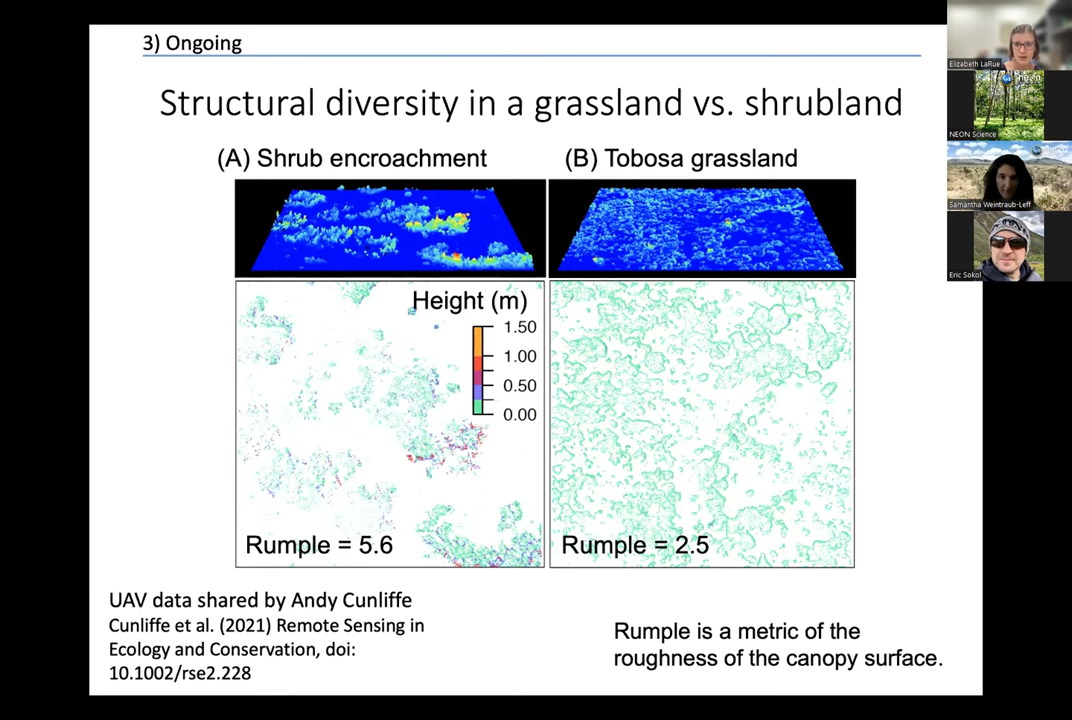 3) Ongoing
Structural diversity in a grassland vs. shrubland
(A) Shrub encroachment
(B) Tobosa grassland
Height (m)
1.50
1.00
0.50
0.00
Rumple = 5.6
Rumple = 2.5
UAV data shared by Andy Cunliffe
Cunliffe et al. (2021) Remote Sensing in
Ecology and Conservation, doi:
10.1002/rse2.228
Rumple is a metric of the
roughness of the canopy surface.
Elizabeth LaRue
NEON Science
Samantha Weintraub-Leff
Eric Sokol